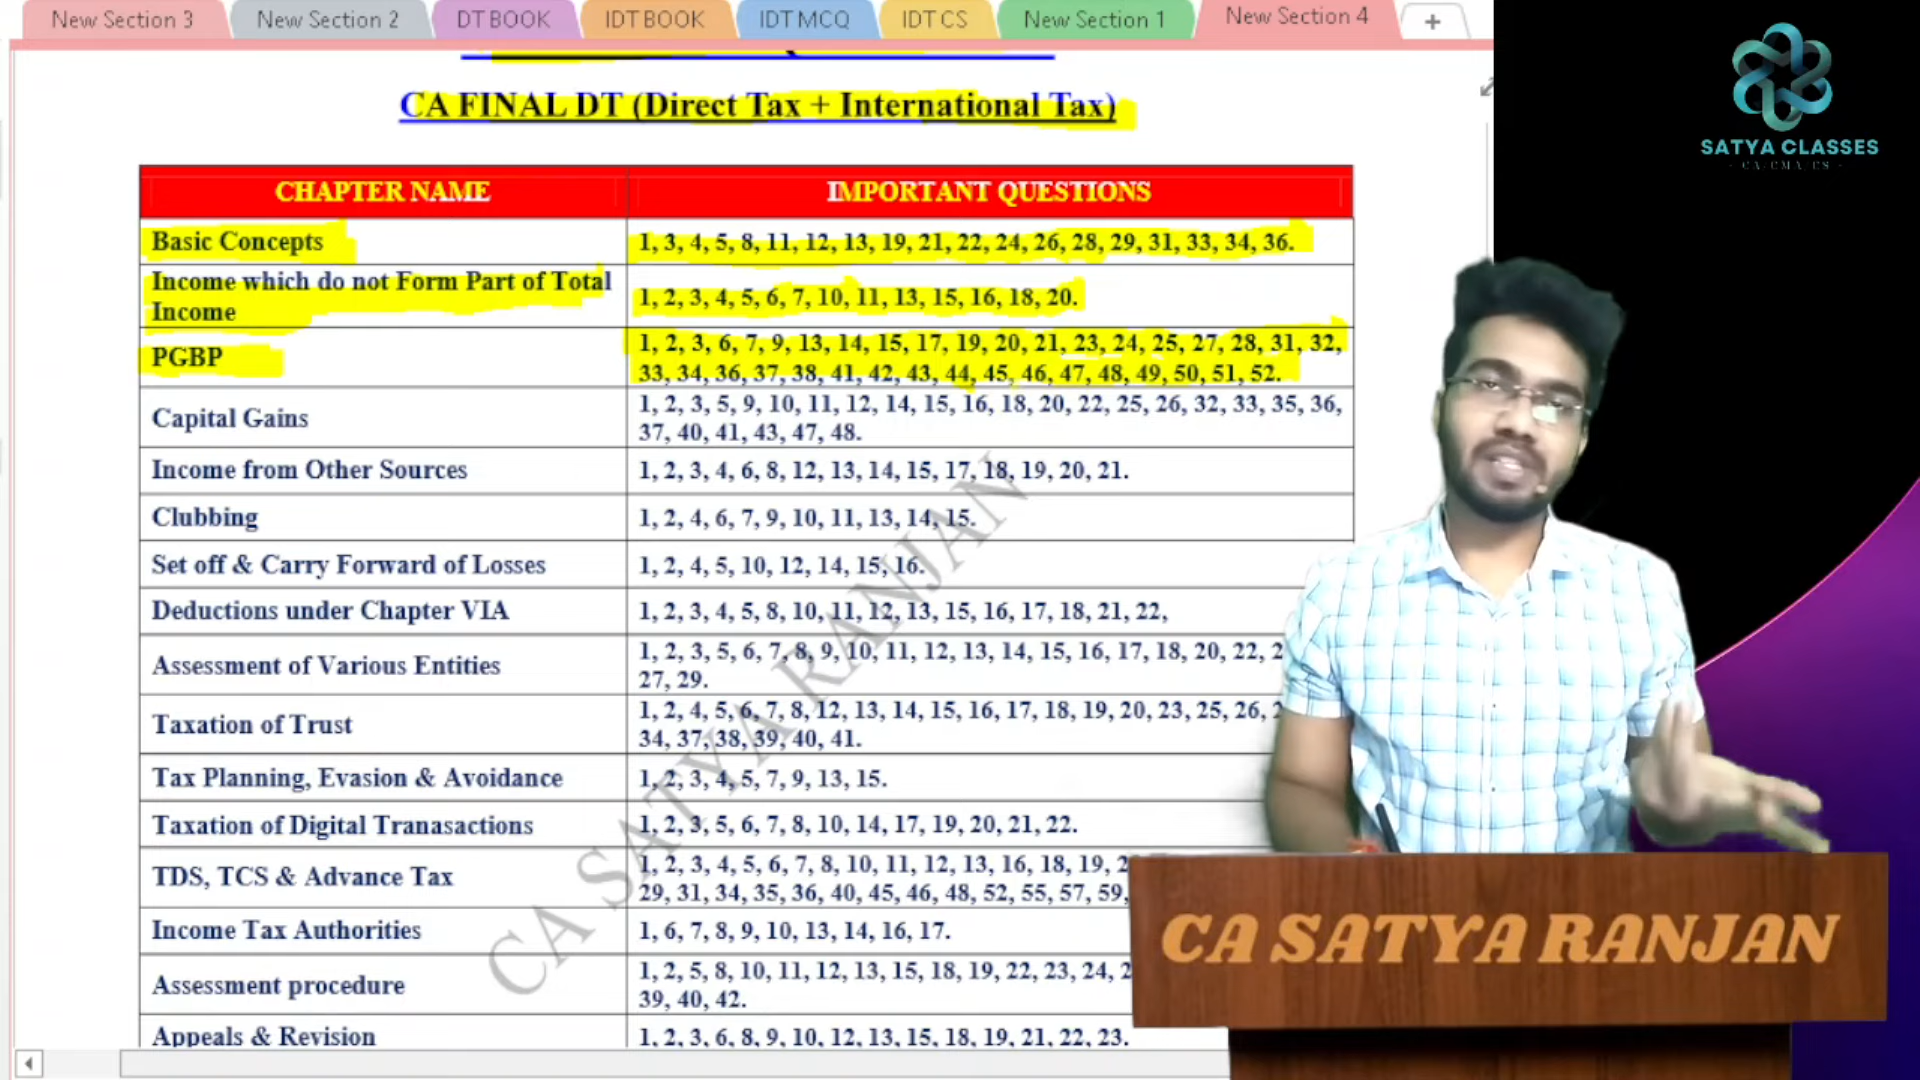 New Section 3 New Section 2 DT BOOK IDT BOOK IDT MCQ IDT CS New Section 1 New Section 4 +
SATYA CLASSES
CA CMA CS
CA FINAL DT (Direct Tax + International Tax)
CHAPTER NAME IMPORTANT QUESTIONS
Basic Concepts 1, 3, 4, 5, 8, 11, 12, 13, 19, 21, 22, 24, 26, 28, 29, 31, 33, 34, 36.
Income which do not Form Part of Total
Income
1, 2, 3, 4, 5, 6, 7, 10, 11, 13, 15, 16, 18, 20.
PGBP
1, 2, 3, 6, 7, 9, 13, 14, 15, 17, 19, 20, 21, 23, 24, 25, 27, 28, 31, 32,
33, 34, 36, 37, 38, 41, 42, 43, 44, 45, 46, 47, 48, 49, 50, 51, 52.
Capital Gains
1, 2, 3, 5, 9, 10, 11, 12, 14, 15, 16, 18, 20, 22, 25, 26, 32, 33, 35, 36,
37, 40, 41, 43, 47, 48.
Income from Other Sources 1, 2, 3, 4, 6, 8, 12, 13, 14, 15, 17, 18, 19, 20, 21.
Clubbing 1, 2, 4, 6, 7, 9, 10, 11, 13, 14, 15.
Set off & Carry Forward of Losses 1, 2, 4, 5, 10, 12, 14, 15, 16.
Deductions under Chapter VIA 1, 2, 3, 4, 5, 8, 10, 11, 12, 13, 15, 16, 17, 18, 21, 22,
Assessment of Various Entities
1, 2, 3, 5, 6, 7, 8, 9, 10, 11, 12, 13, 14, 15, 16, 17, 18, 20, 22,
27, 29.
Taxation of Trust
1, 2, 4, 5, 6, 7, 8, 12, 13, 14, 15, 16, 17, 18, 19, 20, 23, 25, 26,
34, 37, 38, 39, 40, 41.
Tax Planning, Evasion & Avoidance 1, 2, 3, 4, 5, 7, 9, 13, 15.
Taxation of Digital Tranasactions 1, 2, 3, 5, 6, 7, 8, 10, 14, 17, 19, 20, 21, 22.
TDS, TCS & Advance Tax
1, 2, 3, 4, 5, 6, 7, 8, 10, 11, 12, 13, 16, 18, 19,
29, 31, 34, 35, 36, 40, 45, 46, 48, 52, 55, 57, 59,
Income Tax Authorities 1, 6, 7, 8, 9, 10, 13, 14, 16, 17.
Assessment procedure
1, 2, 5, 8, 10, 11, 12, 13, 15, 18, 19, 22, 23, 24,
39, 40, 42.
Appeals & Revision 1, 2, 3, 6, 8, 9, 10, 12, 13, 15, 18, 19, 21, 22, 23.
CA SATYA RANJAN
CA SATYA RANJAN